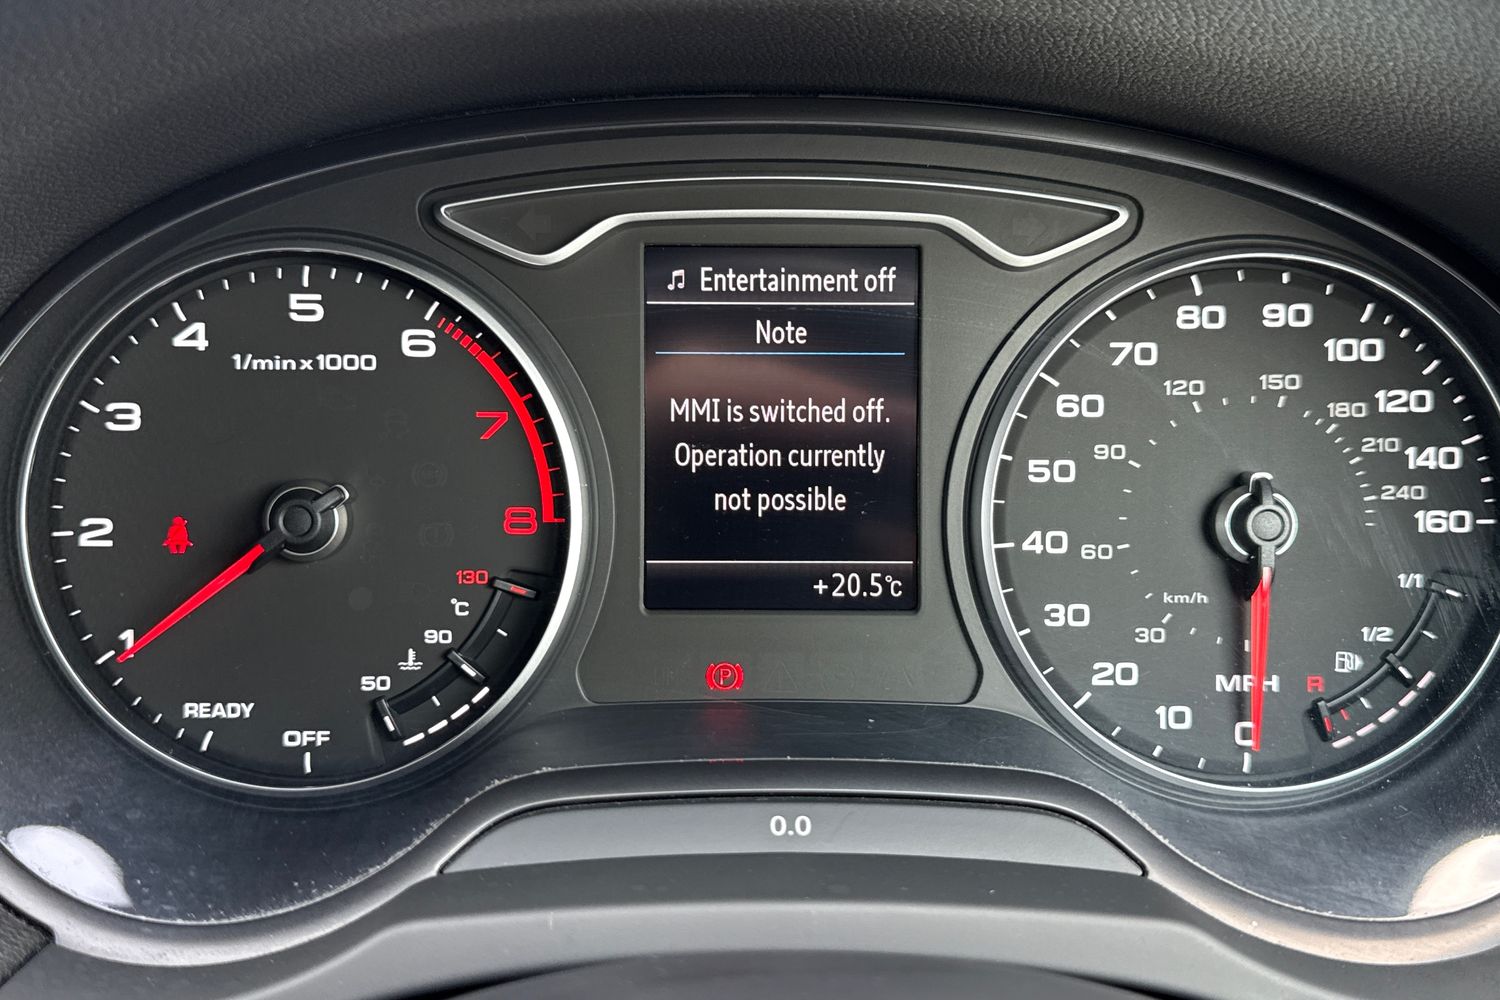 Entertainment off
Note
MMI is switched off.
Operation currently
not possible
+20.5°C
P
0.0
1/min x 1000
1
2
3
4
5
6
7
8
READY
OFF
130
°C
90
50
MPH
0
10
20
30
40
50
60
70
80
90
100
120
140
160
km/h
30
60
90
120
150
180
210
240
1/1
1/2
R